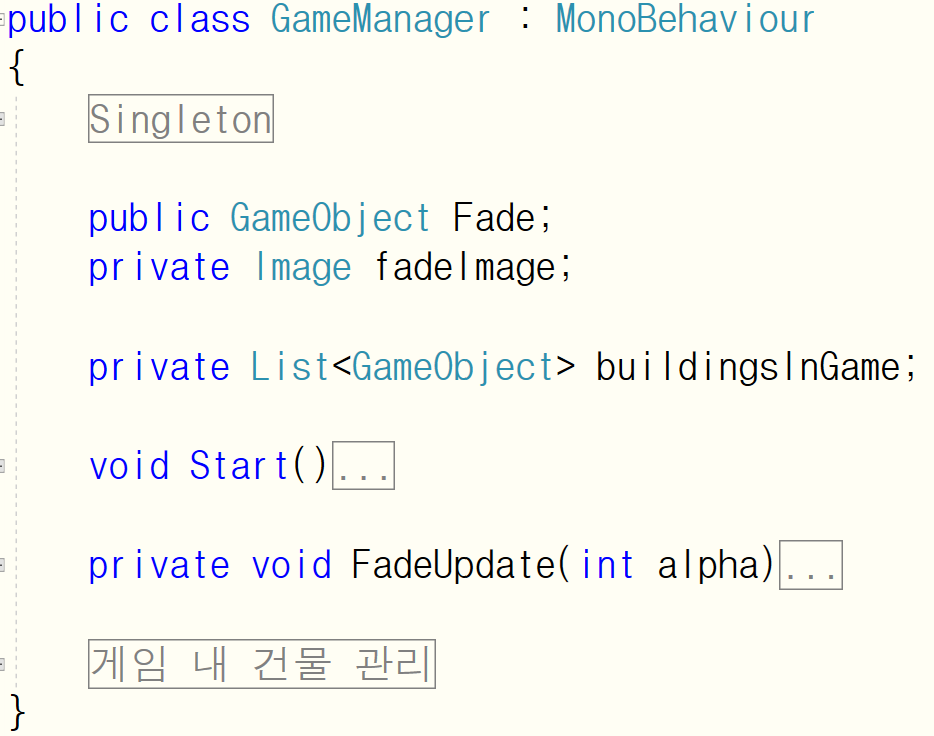 public class GameManager : MonoBehaviour
{
Singleton
public GameObject Fade;
private Image fadeImage;
private List<GameObject> buildingsInGame;
void Start()...
private void FadeUpdate(int alpha)...
게임 내 건물 관리
}